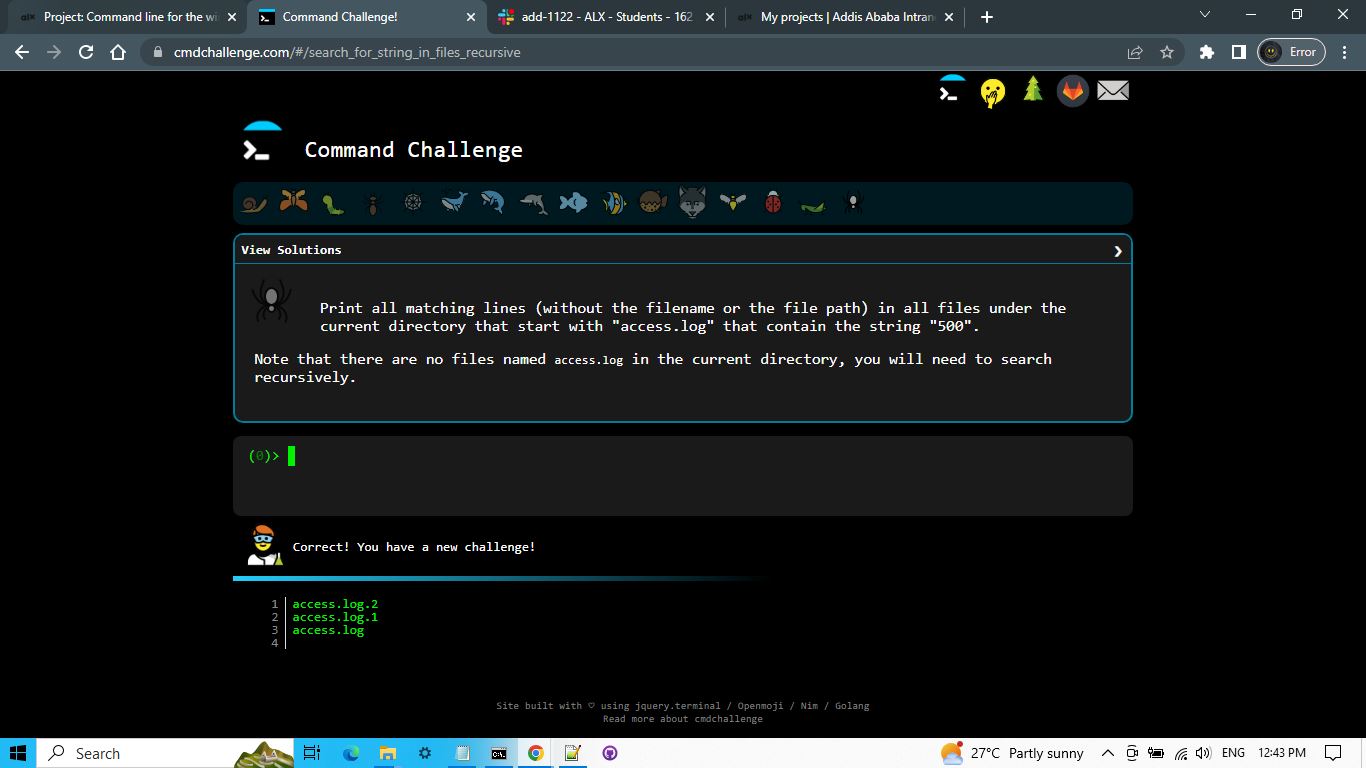 Project: Command line for the wi
Command Challenge!
add-1122 - ALX - Students - 162
My projects | Addis Ababa Intran
cmdchallenge.com/#/search_for_string_in_files_recursive
Error
Command Challenge
View Solutions
Print all matching lines (without the filename or the file path) in all files under the
current directory that start with "access.log" that contain the string "500".
Note that there are no files named access.log in the current directory, you will need to search
recursively.
(0)>
Correct! You have a new challenge!
1 access.log.2
2 access.log.1
3 access.log
4
Site built with ♡ using jquery.terminal / Openmoji / Nim / Golang
Read more about cmdchallenge
Search
27°C Partly sunny
ENG
12:43 PM